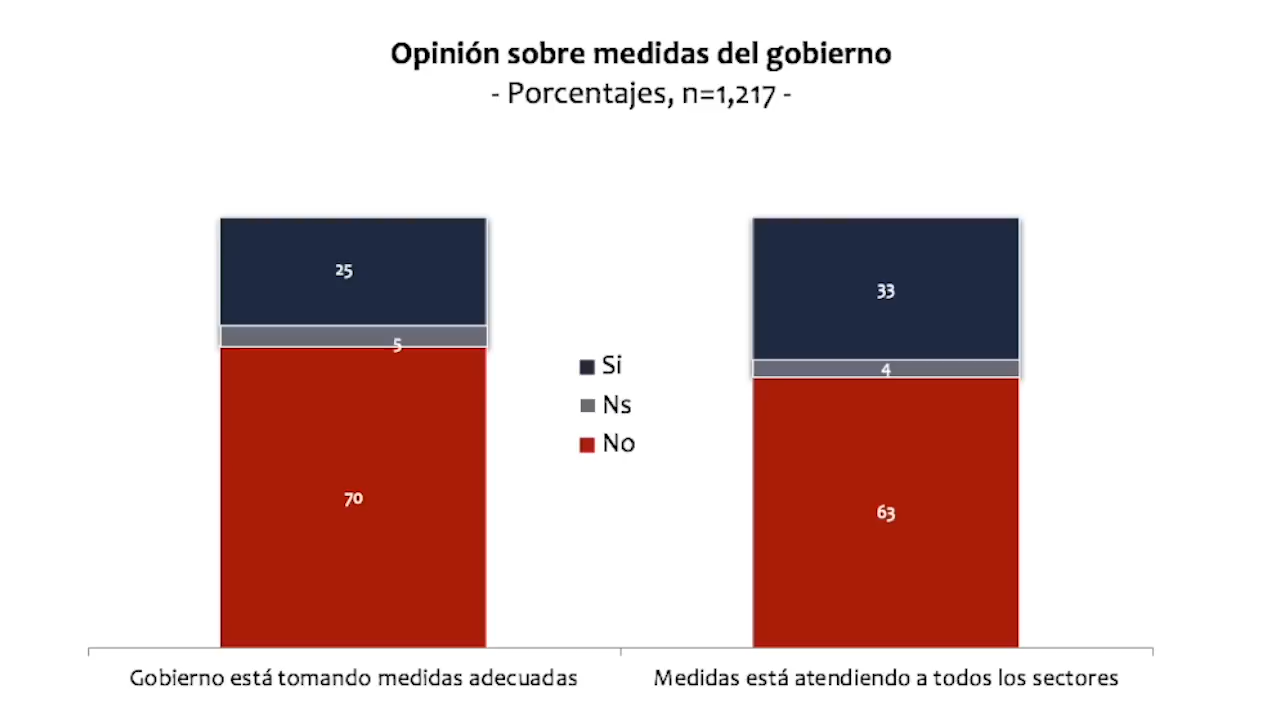 Opinión sobre medidas del gobierno
- Porcentajes, n=1,217 -
25
33
5
4
Si
Ns
No
70
63
Gobierno está tomando medidas adecuadas
Medidas está atendiendo a todos los sectores